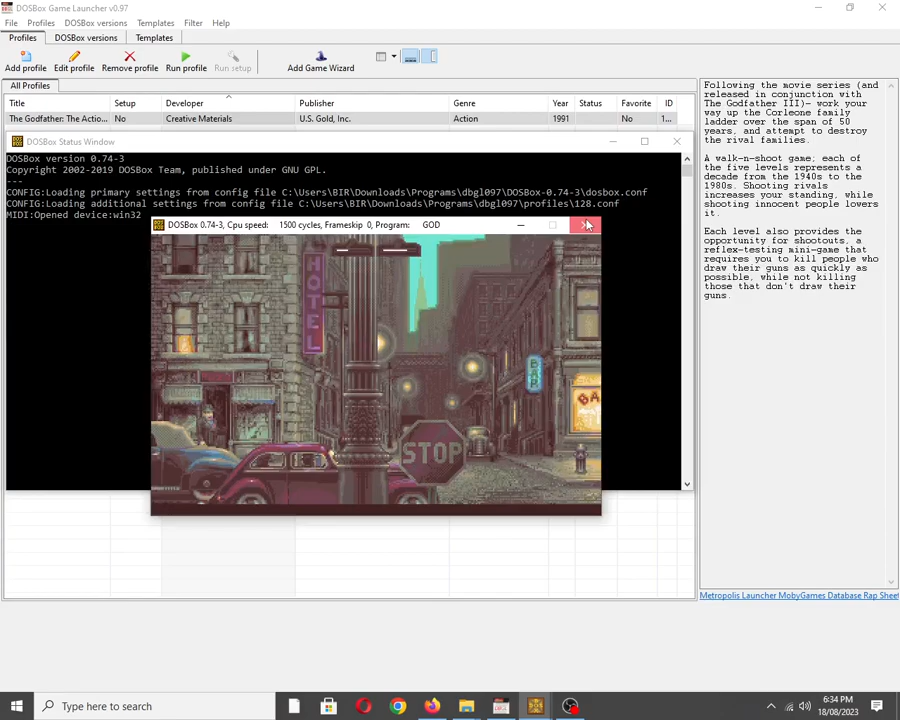 DOSBox Game Launcher v0.97
File Profiles DOSBox versions Templates Filter Help
Profiles DOSBox versions Templates
Add profile Edit profile Remove profile Run profile Run setup Add Game Wizard
All Profiles
Title Setup Developer Publisher Genre Year Status Favorite ID
The Godfather: The Actio... No Creative Materials U.S. Gold, Inc. Action 1991 No 1...
DOSBox Status Window
DOSBox version 0.74-3
Copyright 2002-2019 DOSBox Team, published under GNU GPL.
---
CONFIG:Loading primary settings from config file C:\Users\BIR\Downloads\Programs\dbgl097\DOSBox-0.74-3\dosbox.conf
CONFIG:Loading additional settings from config file C:\Users\BIR\Downloads\Programs\dbgl097\profiles\128.conf
MIDI:Opened device:win32
DOSBox 0.74-3, Cpu speed: 1500 cycles, Frameskip 0, Program: GOD
HOTEL
BAR
BAR
STOP
Following the movie series (and
released in conjunction with
The Godfather III)- work your
way up the Corleone family
ladder over the span of 50
years, and attempt to destroy
the rival families.
A walk-n-shoot game; each of
the five levels represents a
decade from the 1940s to the
1980s. Shooting rivals
increases your standing, while
shooting innocent people lowers
it.
Each level also provides the
opportunity for shootouts, a
reflex-testing mini-game that
requires you to kill people who
draw their guns as quickly as
possible, while not killing
those that don't draw their
guns.
Metropolis Launcher MobyGames Database Rap Sheet
Type here to search
6:34 PM
18/08/2023